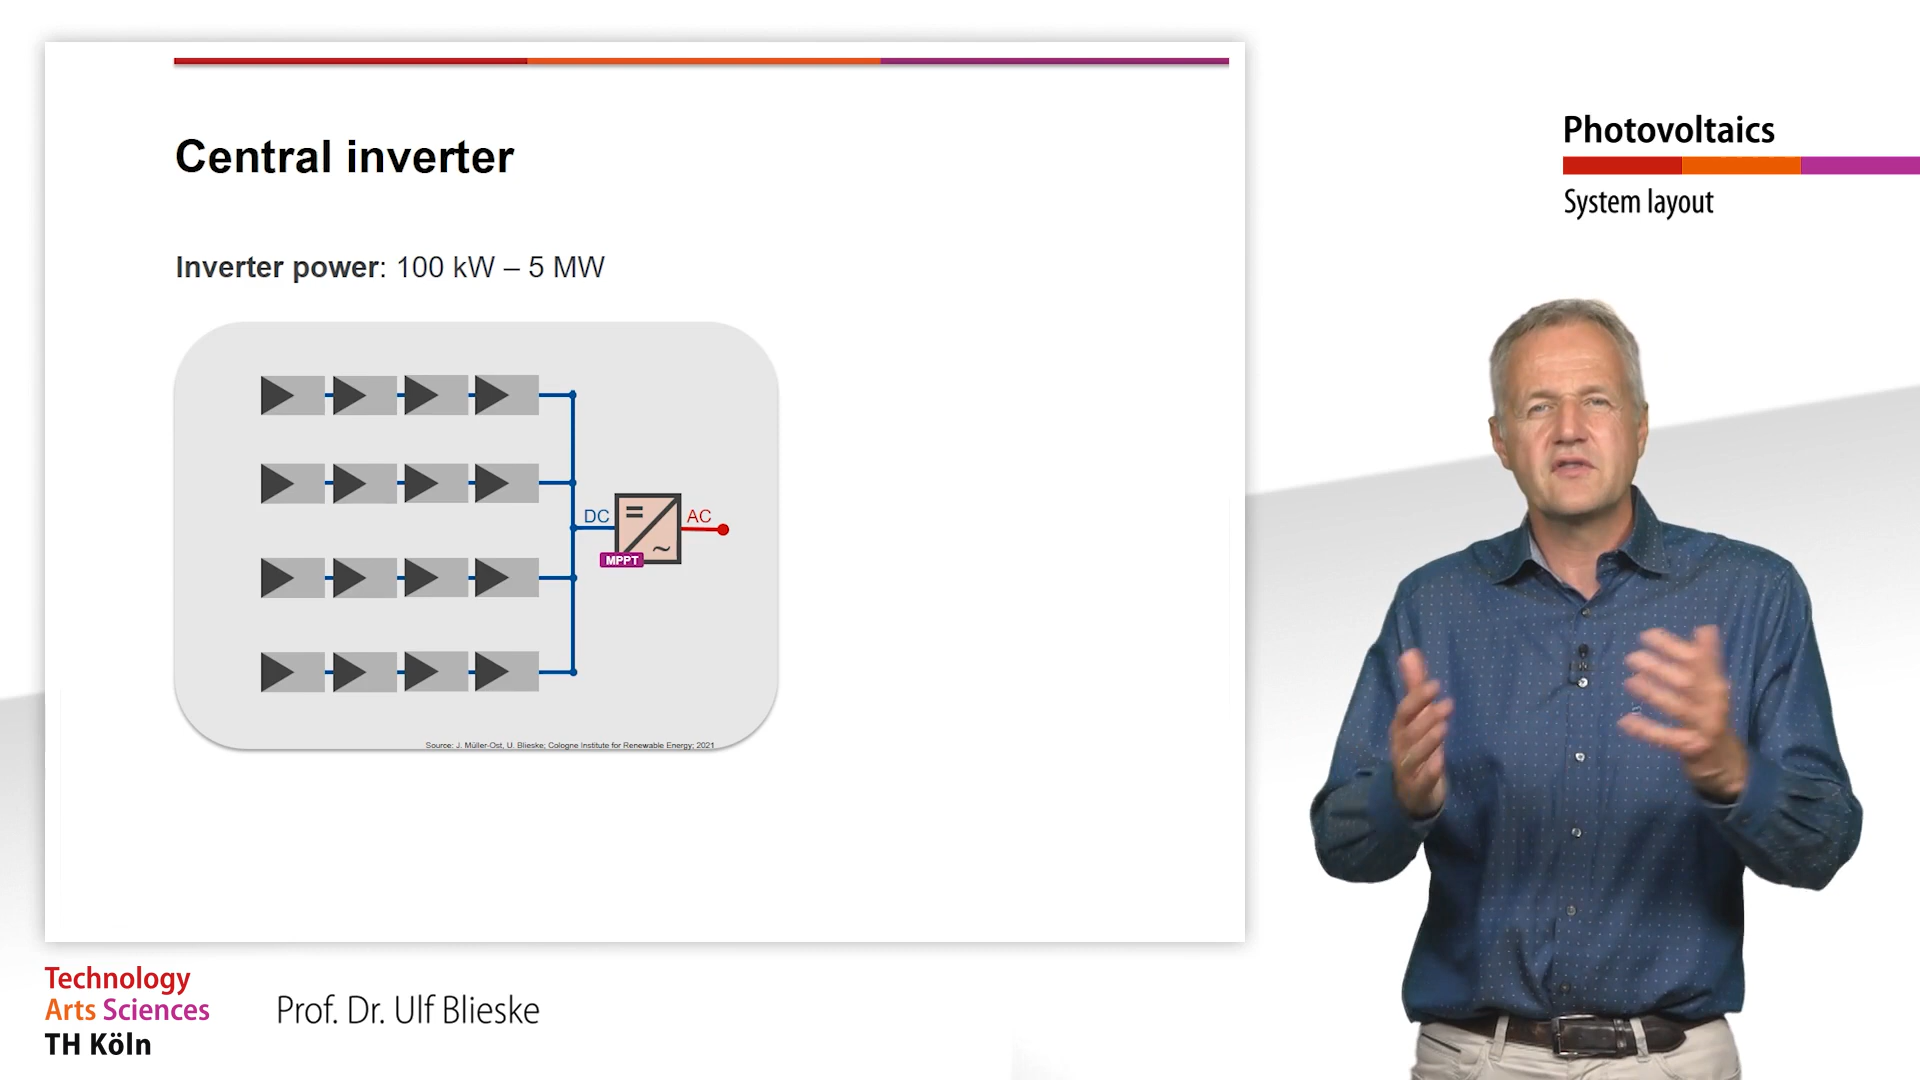 Central inverter
Inverter power: 100 kW – 5 MW
DC
=
AC
~
MPPT
Source: J. Müller-Ost, U. Blieske; Cologne Institute for Renewable Energy; 2021
Photovoltaics
System layout
Technology
Arts Sciences
TH Köln
Prof. Dr. Ulf Blieske